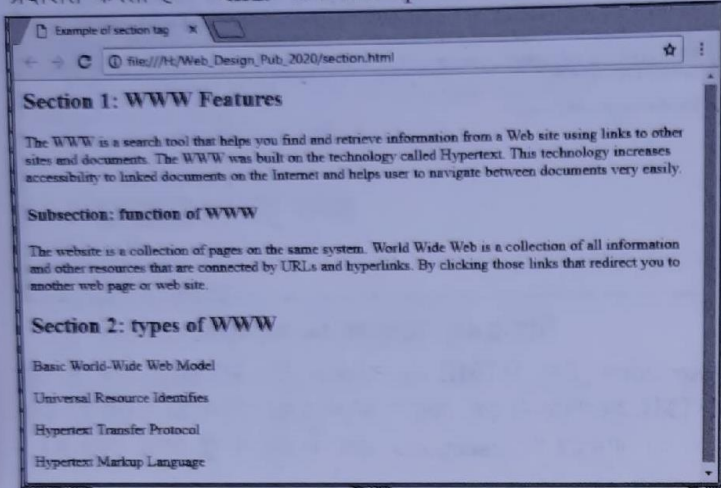 Example of section tag
file:///H:/Web_Design_Pub_2020/section.html
Section 1: WWW Features
The WWW is a search tool that helps you find and retrieve information from a Web site using links to other
sites and documents. The WWW was built on the technology called Hypertext. This technology increases
accessibility to linked documents on the Internet and helps user to navigate between documents very easily.
Subsection: function of WWW
The website is a collection of pages on the same system. World Wide Web is a collection of all information
and other resources that are connected by URLs and hyperlinks. By clicking those links that redirect you to
another web page or web site.
Section 2: types of WWW
Basic World-Wide Web Model
Universal Resource Identifies
Hypertext Transfer Protocol
Hypertext Markup Language